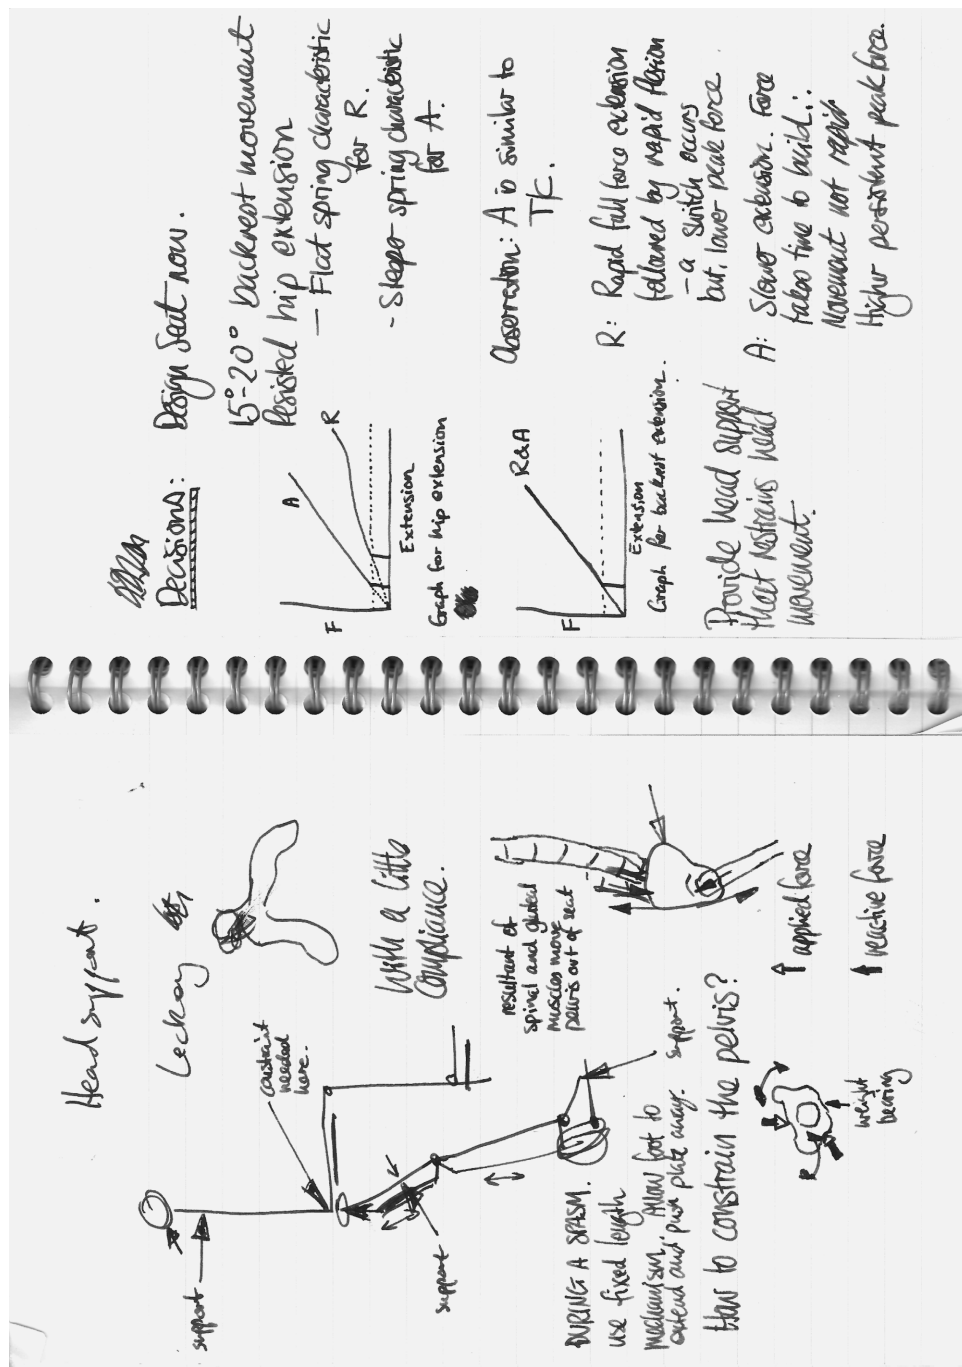 Head support.
Leckey
constraint
needed
here.
support
support
With a little
compliance.
DURING A SPASM.
use fixed length
mechanism. Allow foot to
extend and push plate away.
support.
resultant of
spinal and gluteal
muscles move
pelvis out of seat
How to constrain the pelvis?
weight
bearing
R
applied force
reactive force
Decisions:
Design Seat now.
15°-20° backrest movement
Resisted hip extension
— Flat spring characteristic
for R.
- Steeper spring characteristic
for A.
F
A
R
Extension
Graph for hip extension
Observation: A is similar to
T/C.
F
R&A
Extension
Graph for backrest extension.
R: Rapid full force extension
followed by rapid flexion
- a switch occurs
but, lower peak force
A: Slower extension. Force
takes time to build∴
Movement not rapid
Higher persistent peak force.
Provide head support
that restrains head
movement.